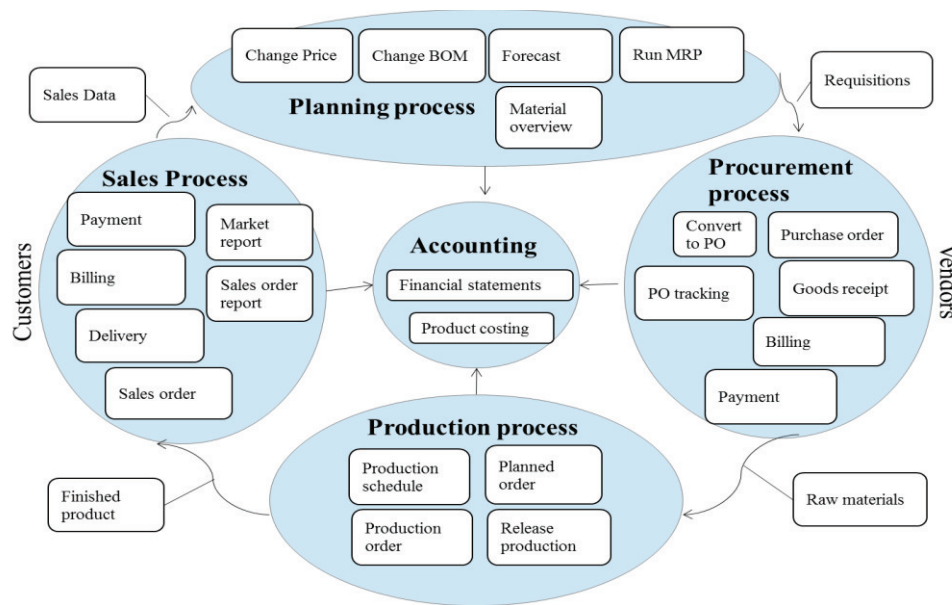 Change Price
Change BOM
Forecast
Run MRP
Planning process
Material
overview
Sales Data
Requisitions
Sales Process
Payment
Market
report
Billing
Sales order
report
Delivery
Sales order
Customers
Accounting
Financial statements
Product costing
Procurement
process
Convert
to PO
Purchase order
PO tracking
Goods receipt
Billing
Payment
Vendors
Production process
Production
schedule
Planned
order
Production
order
Release
production
Finished
product
Raw materials